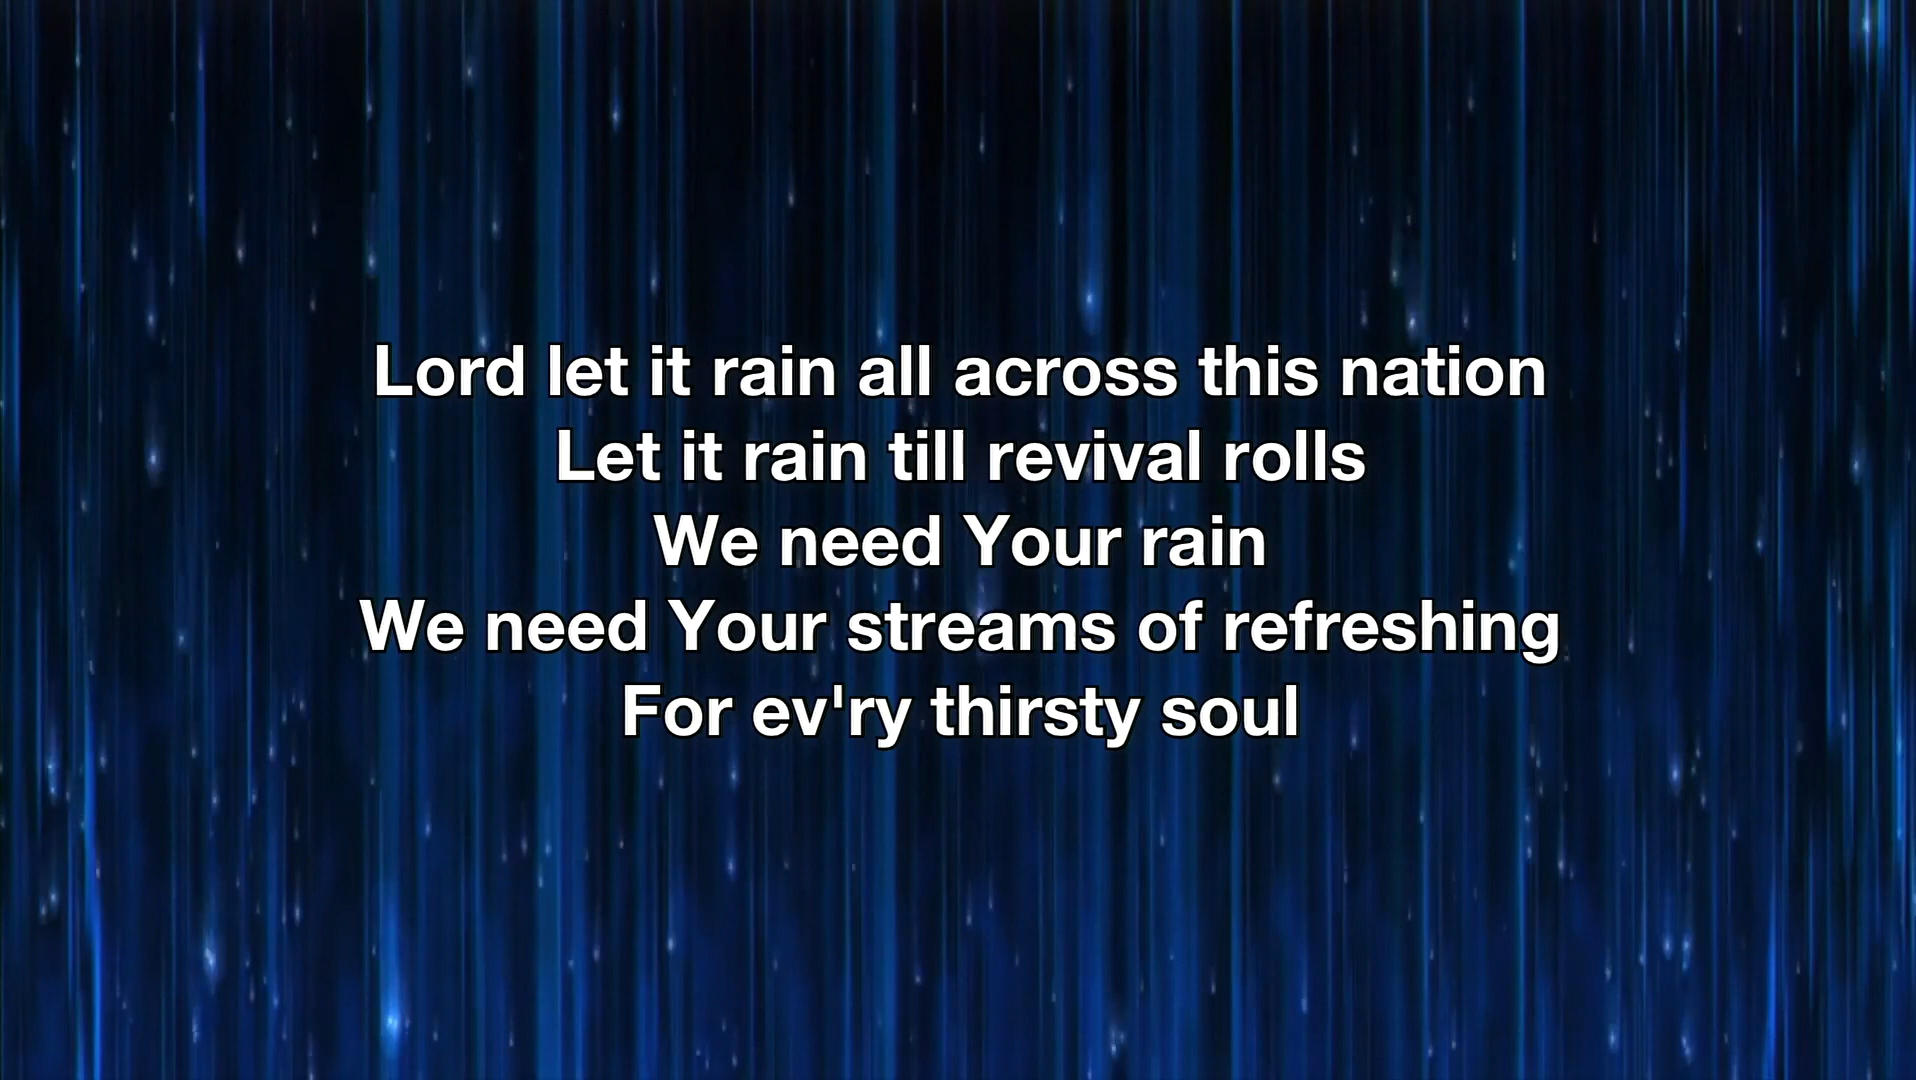 Lord let it rain all across this nation
Let it rain till revival rolls
We need Your rain
We need Your streams of refreshing
For ev'ry thirsty soul